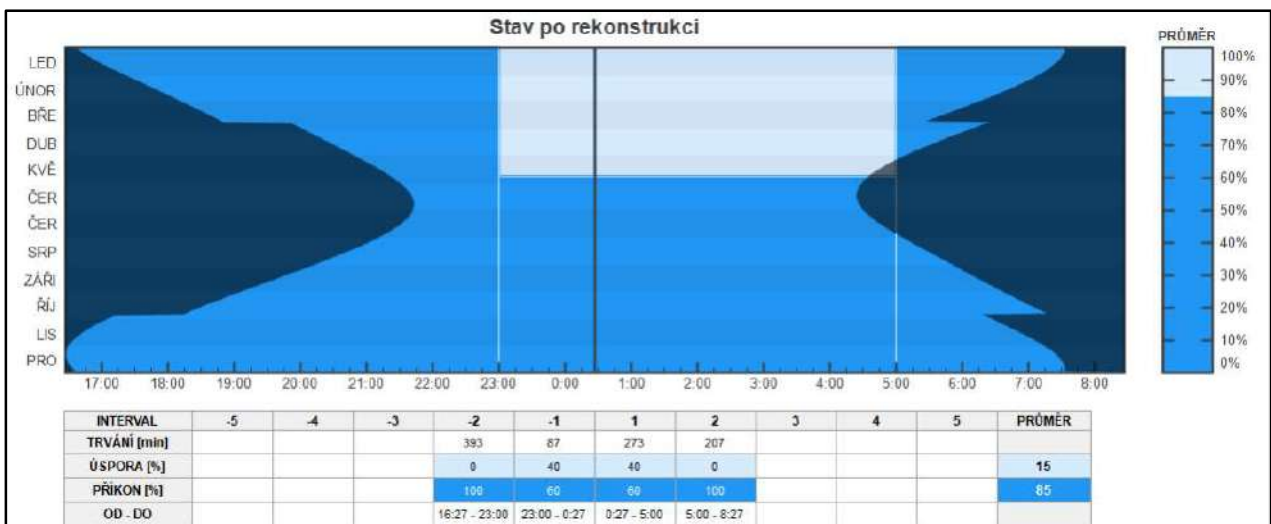 Stav po rekonstrukci
PRŮMĚR
LED
ÚNOR
BŘE
DUB
KVĚ
ČER
ČER
SRP
ZÁŘI
ŘÍJ
LIS
PRO
100%
90%
80%
70%
60%
50%
40%
30%
20%
10%
0%
17:00 18:00 19:00 20:00 21:00 22:00 23:00 0:00 1:00 2:00 3:00 4:00 5:00 6:00 7:00 8:00
INTERVAL -5 -4 -3 -2 -1 1 2 3 4 5 PRŮMĚR
TRVÁNÍ [min] 393 87 273 207
ÚSPORA [%] 0 40 40 0 15
PŘÍKON [%] 100 60 60 100 85
OD - DO 16:27 - 23:00 23:00 - 0:27 0:27 - 5:00 5:00 - 8:27